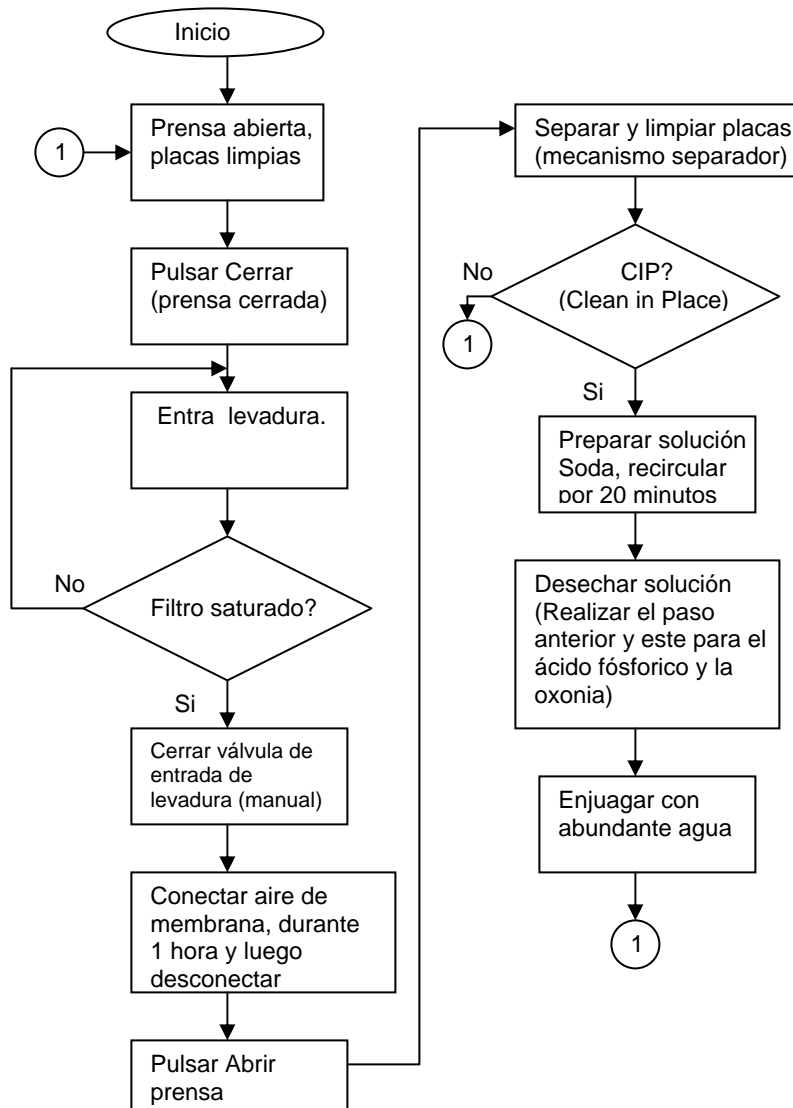 Inicio
Prensa abierta,
placas limpias
1
Pulsar Cerrar
(prensa cerrada)
Entra levadura.
No
Filtro saturado?
Si
Cerrar válvula de
entrada de
levadura (manual)
Conectar aire de
membrana, durante
1 hora y luego
desconectar
Pulsar Abrir
prensa
Separar y limpiar placas
(mecanismo separador)
No
CIP?
(Clean in Place)
1
Si
Preparar solución
Soda, recircular
por 20 minutos
Desechar solución
(Realizar el paso
anterior y este para el
ácido fósforico y la
oxonia)
Enjuagar con
abundante agua
1